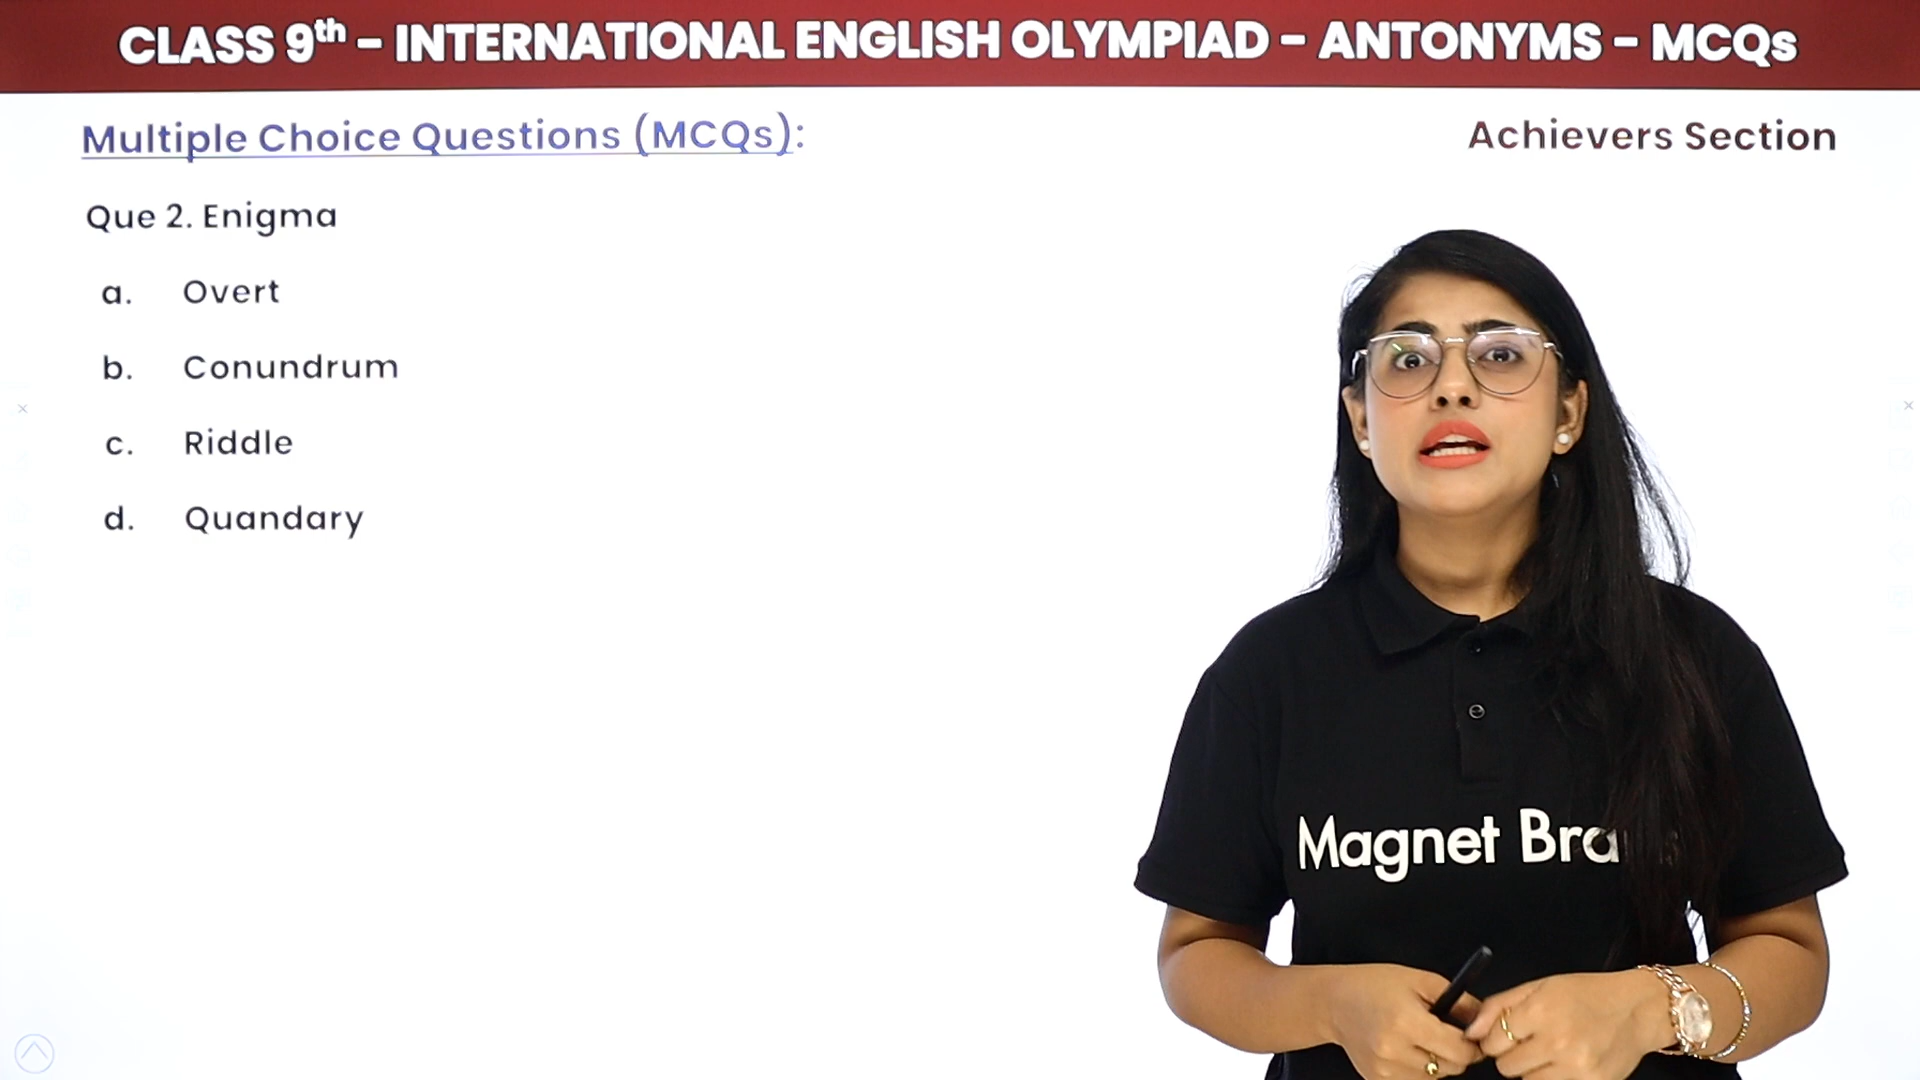 CLASS 9th - INTERNATIONAL ENGLISH OLYMPIAD - ANTONYMS - MCQs
Multiple Choice Questions (MCQs):
Achievers Section
Que 2. Enigma
a. Overt
b. Conundrum
c. Riddle
d. Quandary
Magnet Bra